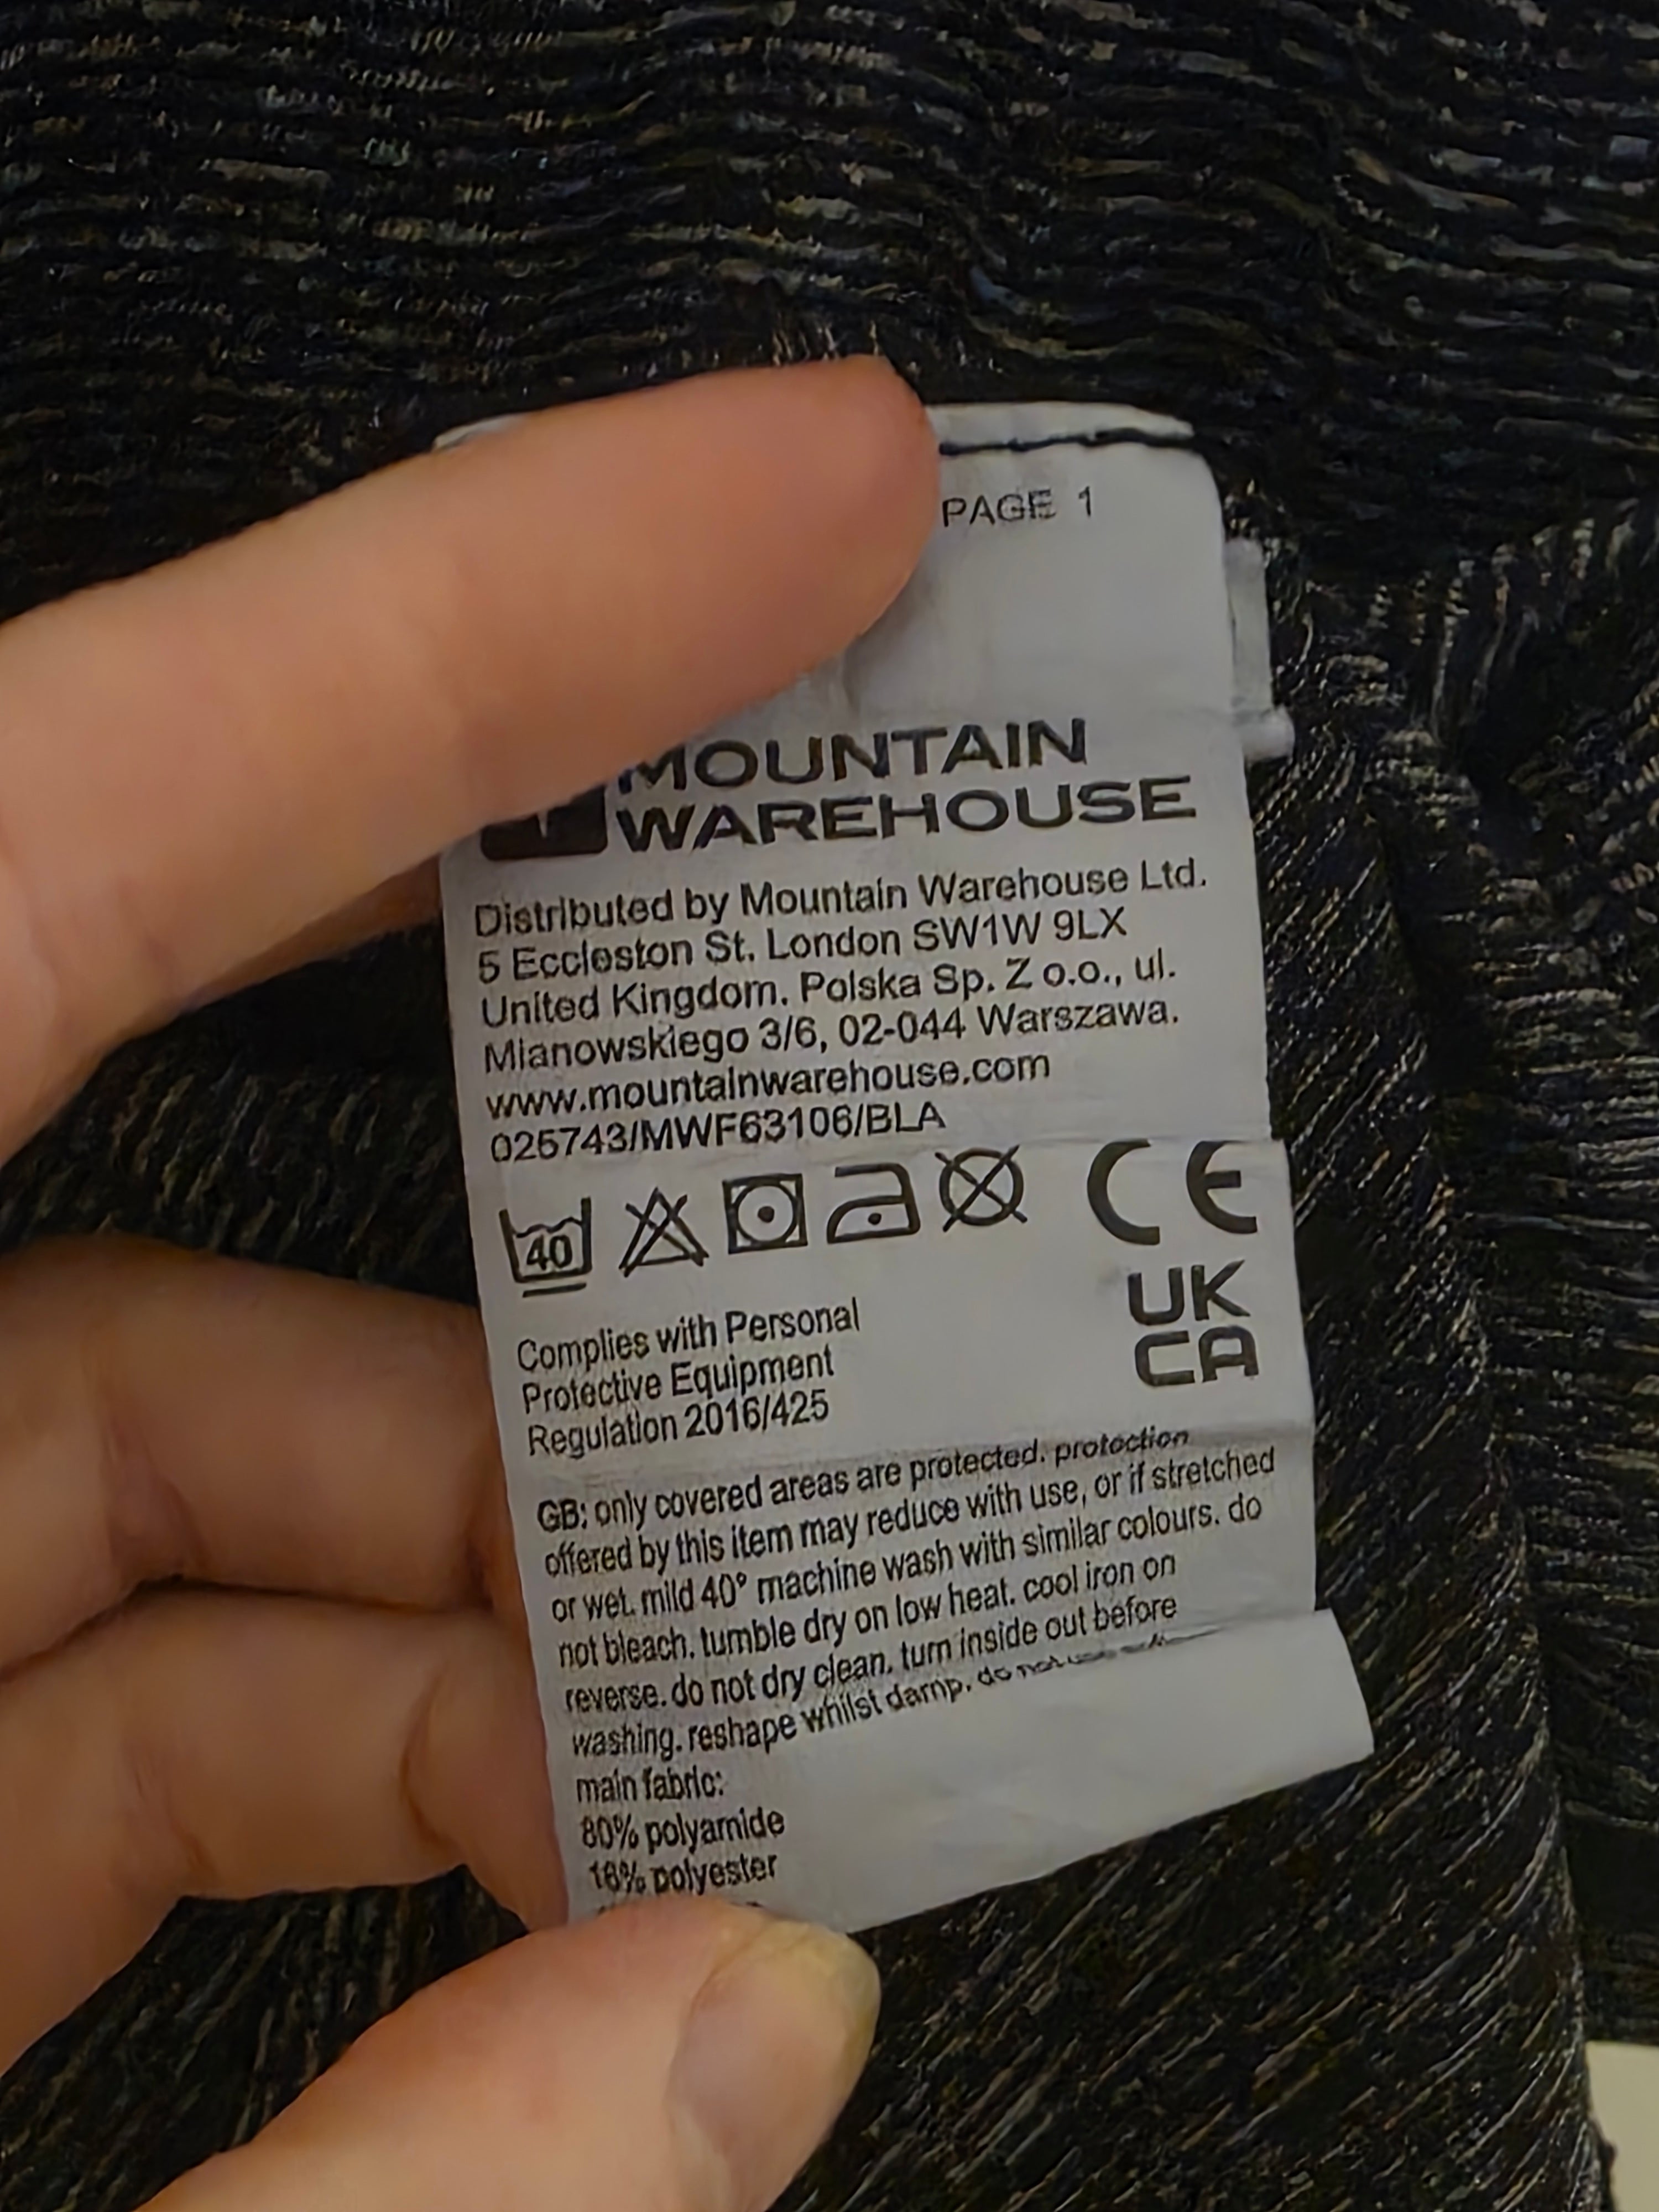 PAGE 1
MOUNTAIN
WAREHOUSE
Distributed by Mountain Warehouse Ltd.
5 Eccleston St. London SW1W 9LX
United Kingdom. Polska Sp. Z o.o., ul.
Mianowskiego 3/6, 02-044 Warszawa.
www.mountainwarehouse.com
025743/MWF63106/BLA
40
CE
UK
CA
Complies with Personal
Protective Equipment
Regulation 2016/425
GB: only covered areas are protected. protection
offered by this item may reduce with use, or if stretched
or wet. mild 40° machine wash with similar colours. do
not bleach. tumble dry on low heat. cool iron on
reverse. do not dry clean. turn inside out before
washing. reshape whilst damp. do not use
main fabric:
80% polyamide
16% polyester